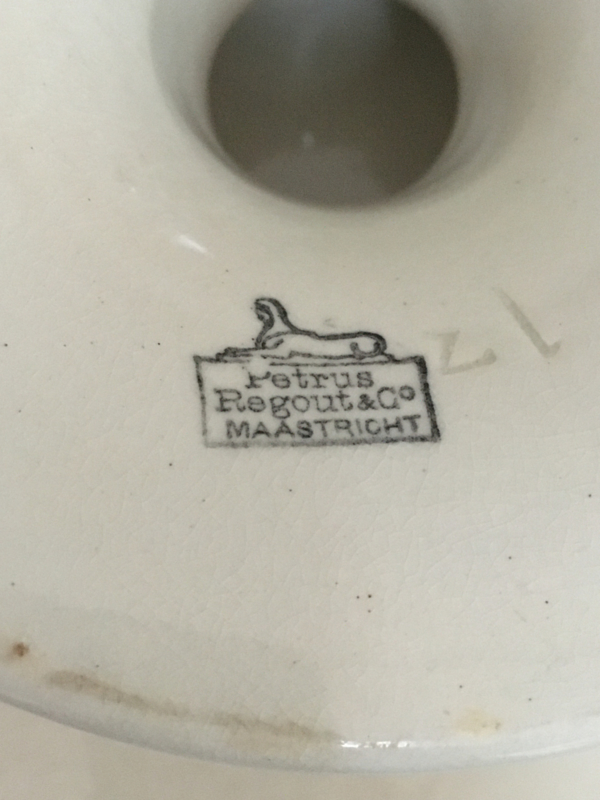 Petrus
Regout & Co
MAASTRICHT